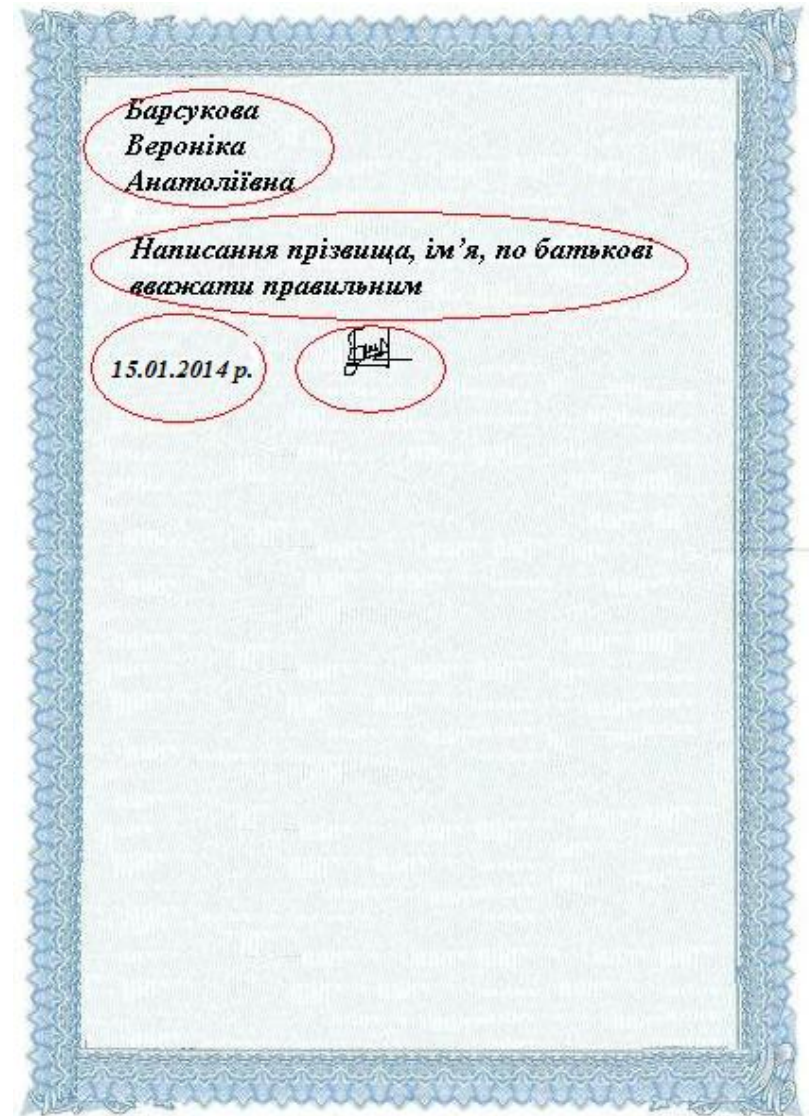 Барсукова
Вероніка
Анатоліївна
Написання прізвища, ім’я, по батькові
вважати правильним
15.01.2014 р.